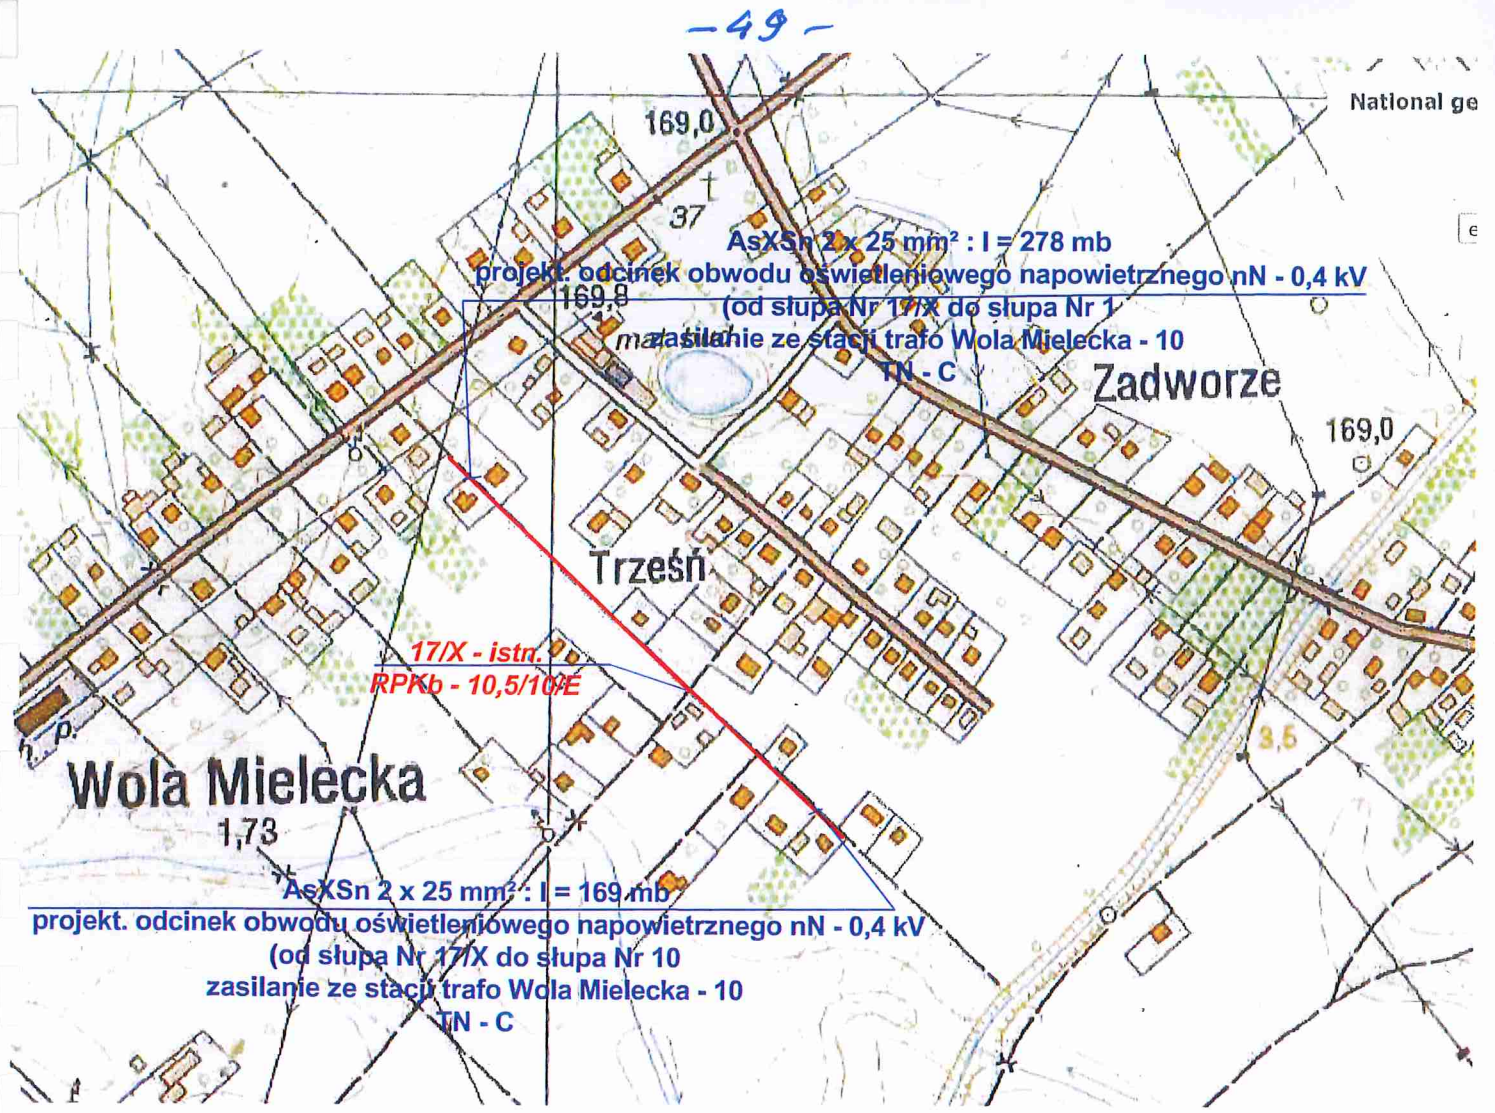 - 49 -
National ge
169,0
37
AsXSn 2 x 25 mm² : l = 278 mb
projekt. odcinek obwodu oświetleniowego napowietrznego nN - 0,4 kV
169,8
(od słupa Nr 17/X do słupa Nr 1
zasilanie ze stacji trafo Wola Mielecka - 10
TN - C
Zadworze
169,0
Trześń
17/X - istn.
RPKb - 10,5/10/E
h. p.
3,5
Wola Mielecka
1,73
AsXSn 2 x 25 mm² : l = 169 mb
projekt. odcinek obwodu oświetleniowego napowietrznego nN - 0,4 kV
(od słupa Nr 17/X do słupa Nr 10
zasilanie ze stacji trafo Wola Mielecka - 10
TN - C